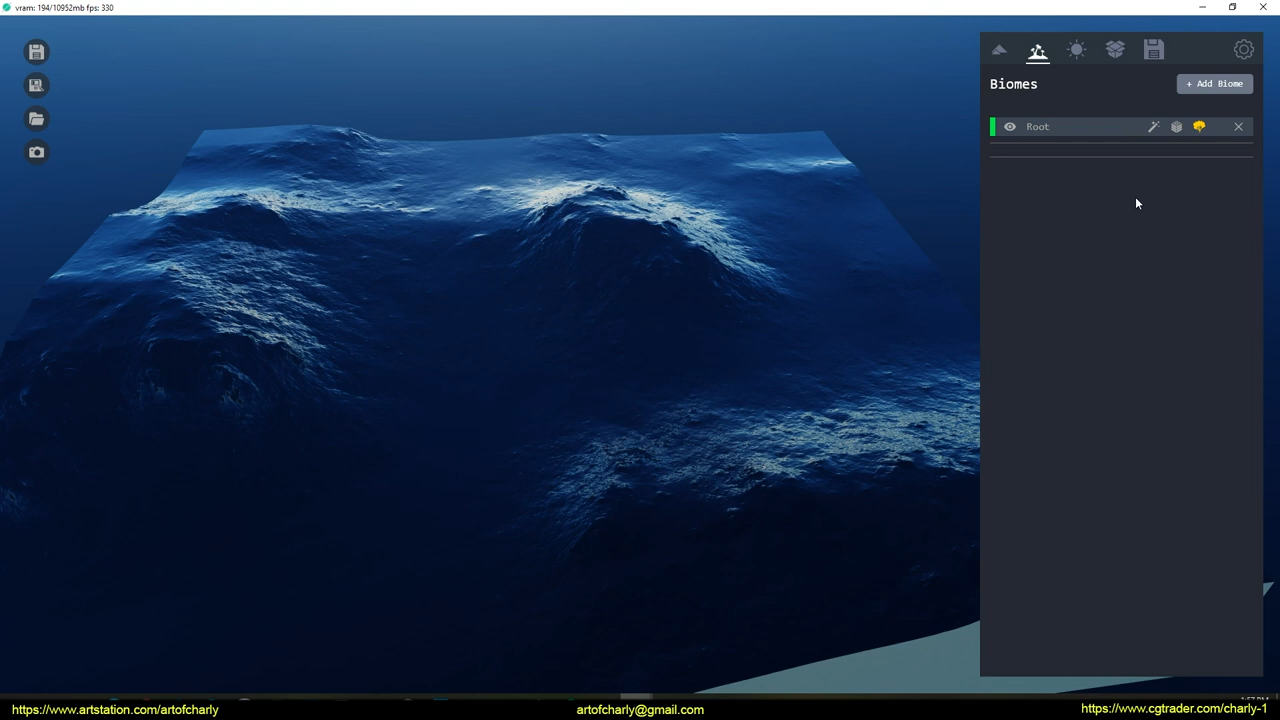 vram: 194/10952mb fps: 330
Biomes
+ Add Biome
Root
https://www.artstation.com/artofcharly
artofcharly@gmail.com
https://www.cgtrader.com/charly-1